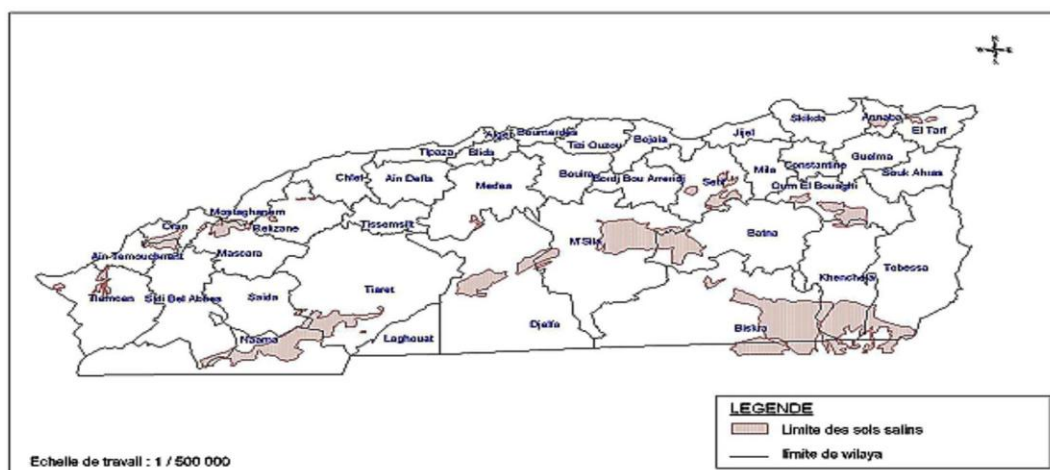 N
E
Skikda
Annaba
El Tarf
Alger
Boumerdes
Tizi Ouzou
Bejaia
Jijel
Tipaza
Blida
Mila
Constantine
Guelma
Souk Ahras
Chlef
Ain Defla
Medea
Bouira
Bordj Bou Arreridj
Setif
Oum El Bouaghi
Mostaghanem
Oran
Relizane
Tissemsilt
M'Sila
Batna
Ain Temouchent
Mascara
Khenchela
Tebessa
Tlemcen
Sidi Bel Abbes
Saida
Tiaret
Djelfa
Biskra
Naama
Laghouat
LEGENDE
Limite des sols salins
limite de wilaya
Echelle de travail : 1 / 500 000